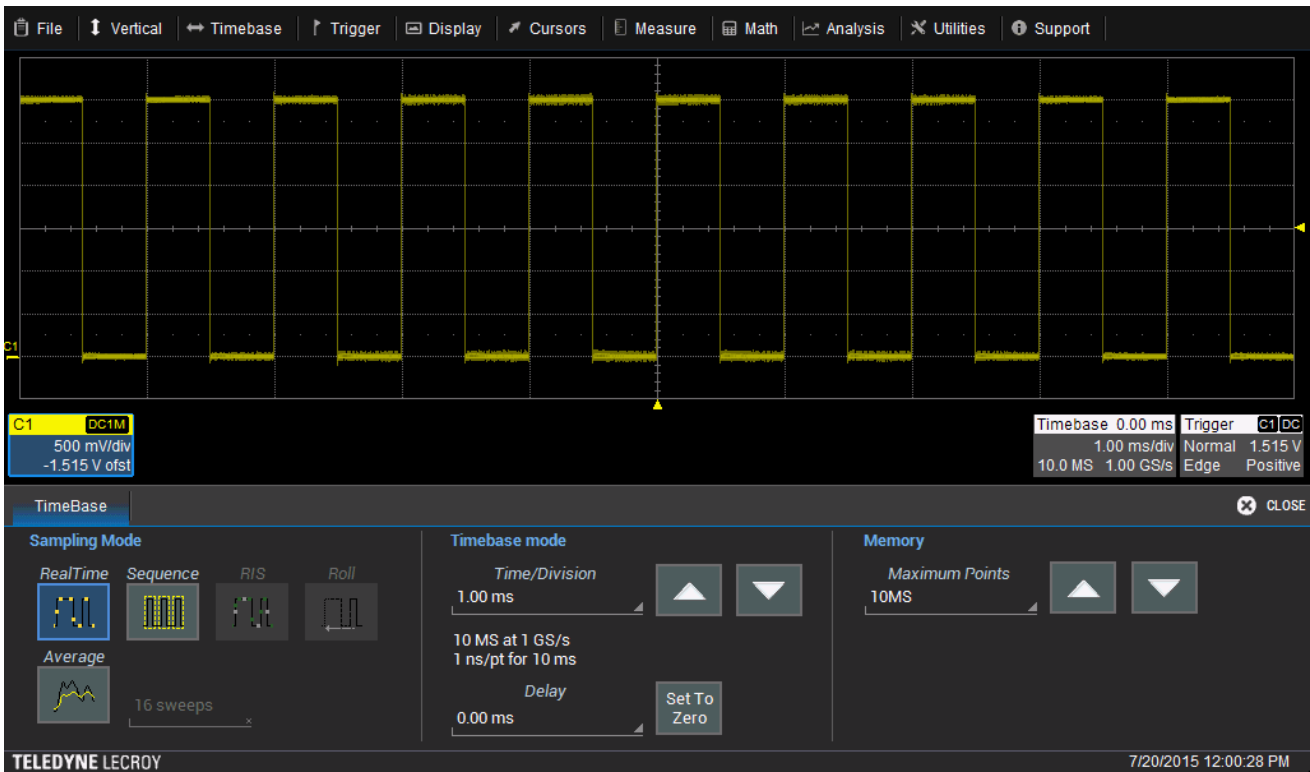 File Vertical Timebase Trigger Display Cursors Measure Math Analysis Utilities Support
C1
C1 DC1M
500 mV/div
-1.515 V ofst
Timebase 0.00 ms
1.00 ms/div
10.0 MS 1.00 GS/s
Trigger C1 DC
Normal 1.515 V
Edge Positive
TimeBase
CLOSE
Sampling Mode
RealTime Sequence RIS Roll
Average
16 sweeps
Timebase mode
Time/Division
1.00 ms
10 MS at 1 GS/s
1 ns/pt for 10 ms
Delay
0.00 ms
Set To
Zero
Memory
Maximum Points
10MS
TELEDYNE LECROY
7/20/2015 12:00:28 PM